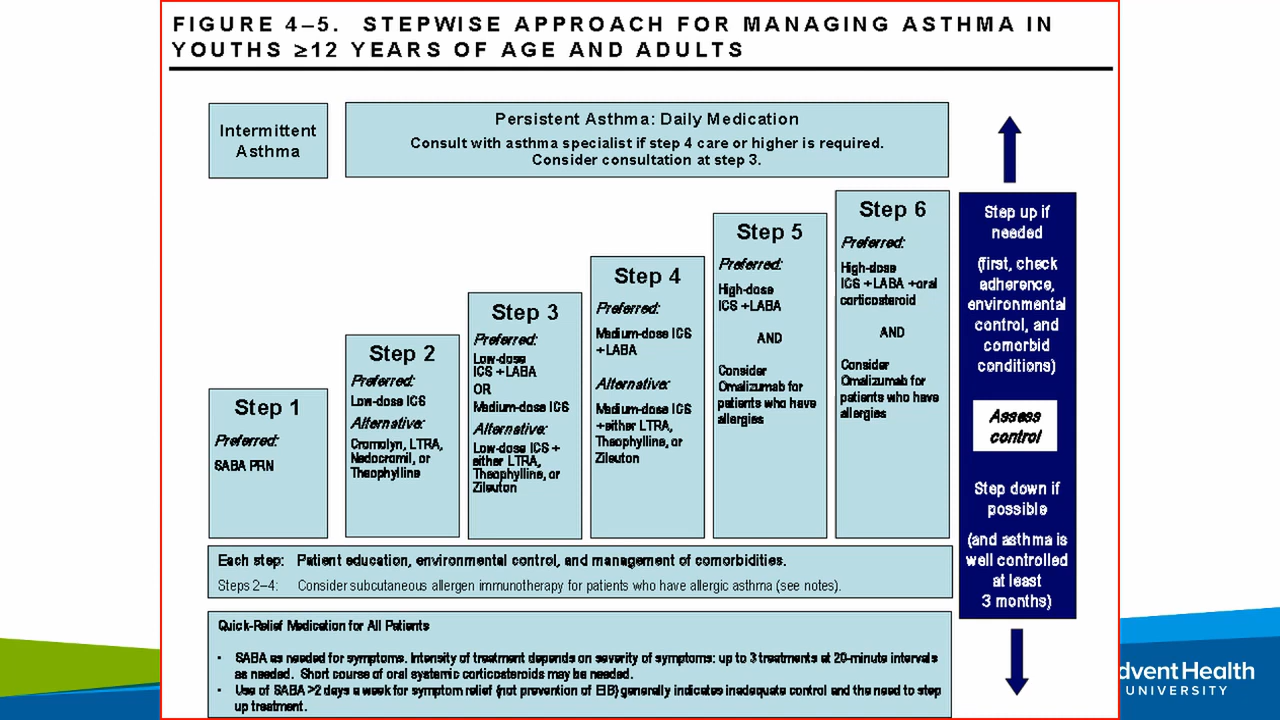 FIGURE 4–5. STEPWISE APPROACH FOR MANAGING ASTHMA IN
YOUTHS ≥12 YEARS OF AGE AND ADULTS
Intermittent
Asthma
Persistent Asthma: Daily Medication
Consult with asthma specialist if step 4 care or higher is required.
Consider consultation at step 3.
Step 1
Preferred:
SABA PRN
Step 2
Preferred:
Low-dose ICS
Alternative:
Cromolyn, LTRA,
Nedocromil, or
Theophylline
Step 3
Preferred:
Low-dose
ICS +LABA
OR
Medium-dose ICS
Alternative:
Low-dose ICS +
either LTRA,
Theophylline, or
Zileuton
Step 4
Preferred:
Medium-dose ICS
+LABA
Alternative:
Medium-dose ICS
+either LTRA,
Theophylline, or
Zileuton
Step 5
Preferred:
High-dose
ICS +LABA
AND
Consider
Omalizumab for
patients who have
allergies
Step 6
Preferred:
High-dose
ICS +LABA +oral
corticosteroid
AND
Consider
Omalizumab for
patients who have
allergies
Step up if
needed
(first, check
adherence,
environmental
control, and
comorbid
conditions)
Assess
control
Step down if
possible
(and asthma is
well controlled
at least
3 months)
Each step: Patient education, environmental control, and management of comorbidities.
Steps 2–4: Consider subcutaneous allergen immunotherapy for patients who have allergic asthma (see notes).
Quick-Relief Medication for All Patients
• SABA as needed for symptoms. Intensity of treatment depends on severity of symptoms: up to 3 treatments at 20-minute intervals
as needed. Short course of oral systemic corticosteroids may be needed.
• Use of SABA >2 days a week for symptom relief (not prevention of EIB) generally indicates inadequate control and the need to step
up treatment.
dventHealth
UNIVERSITY